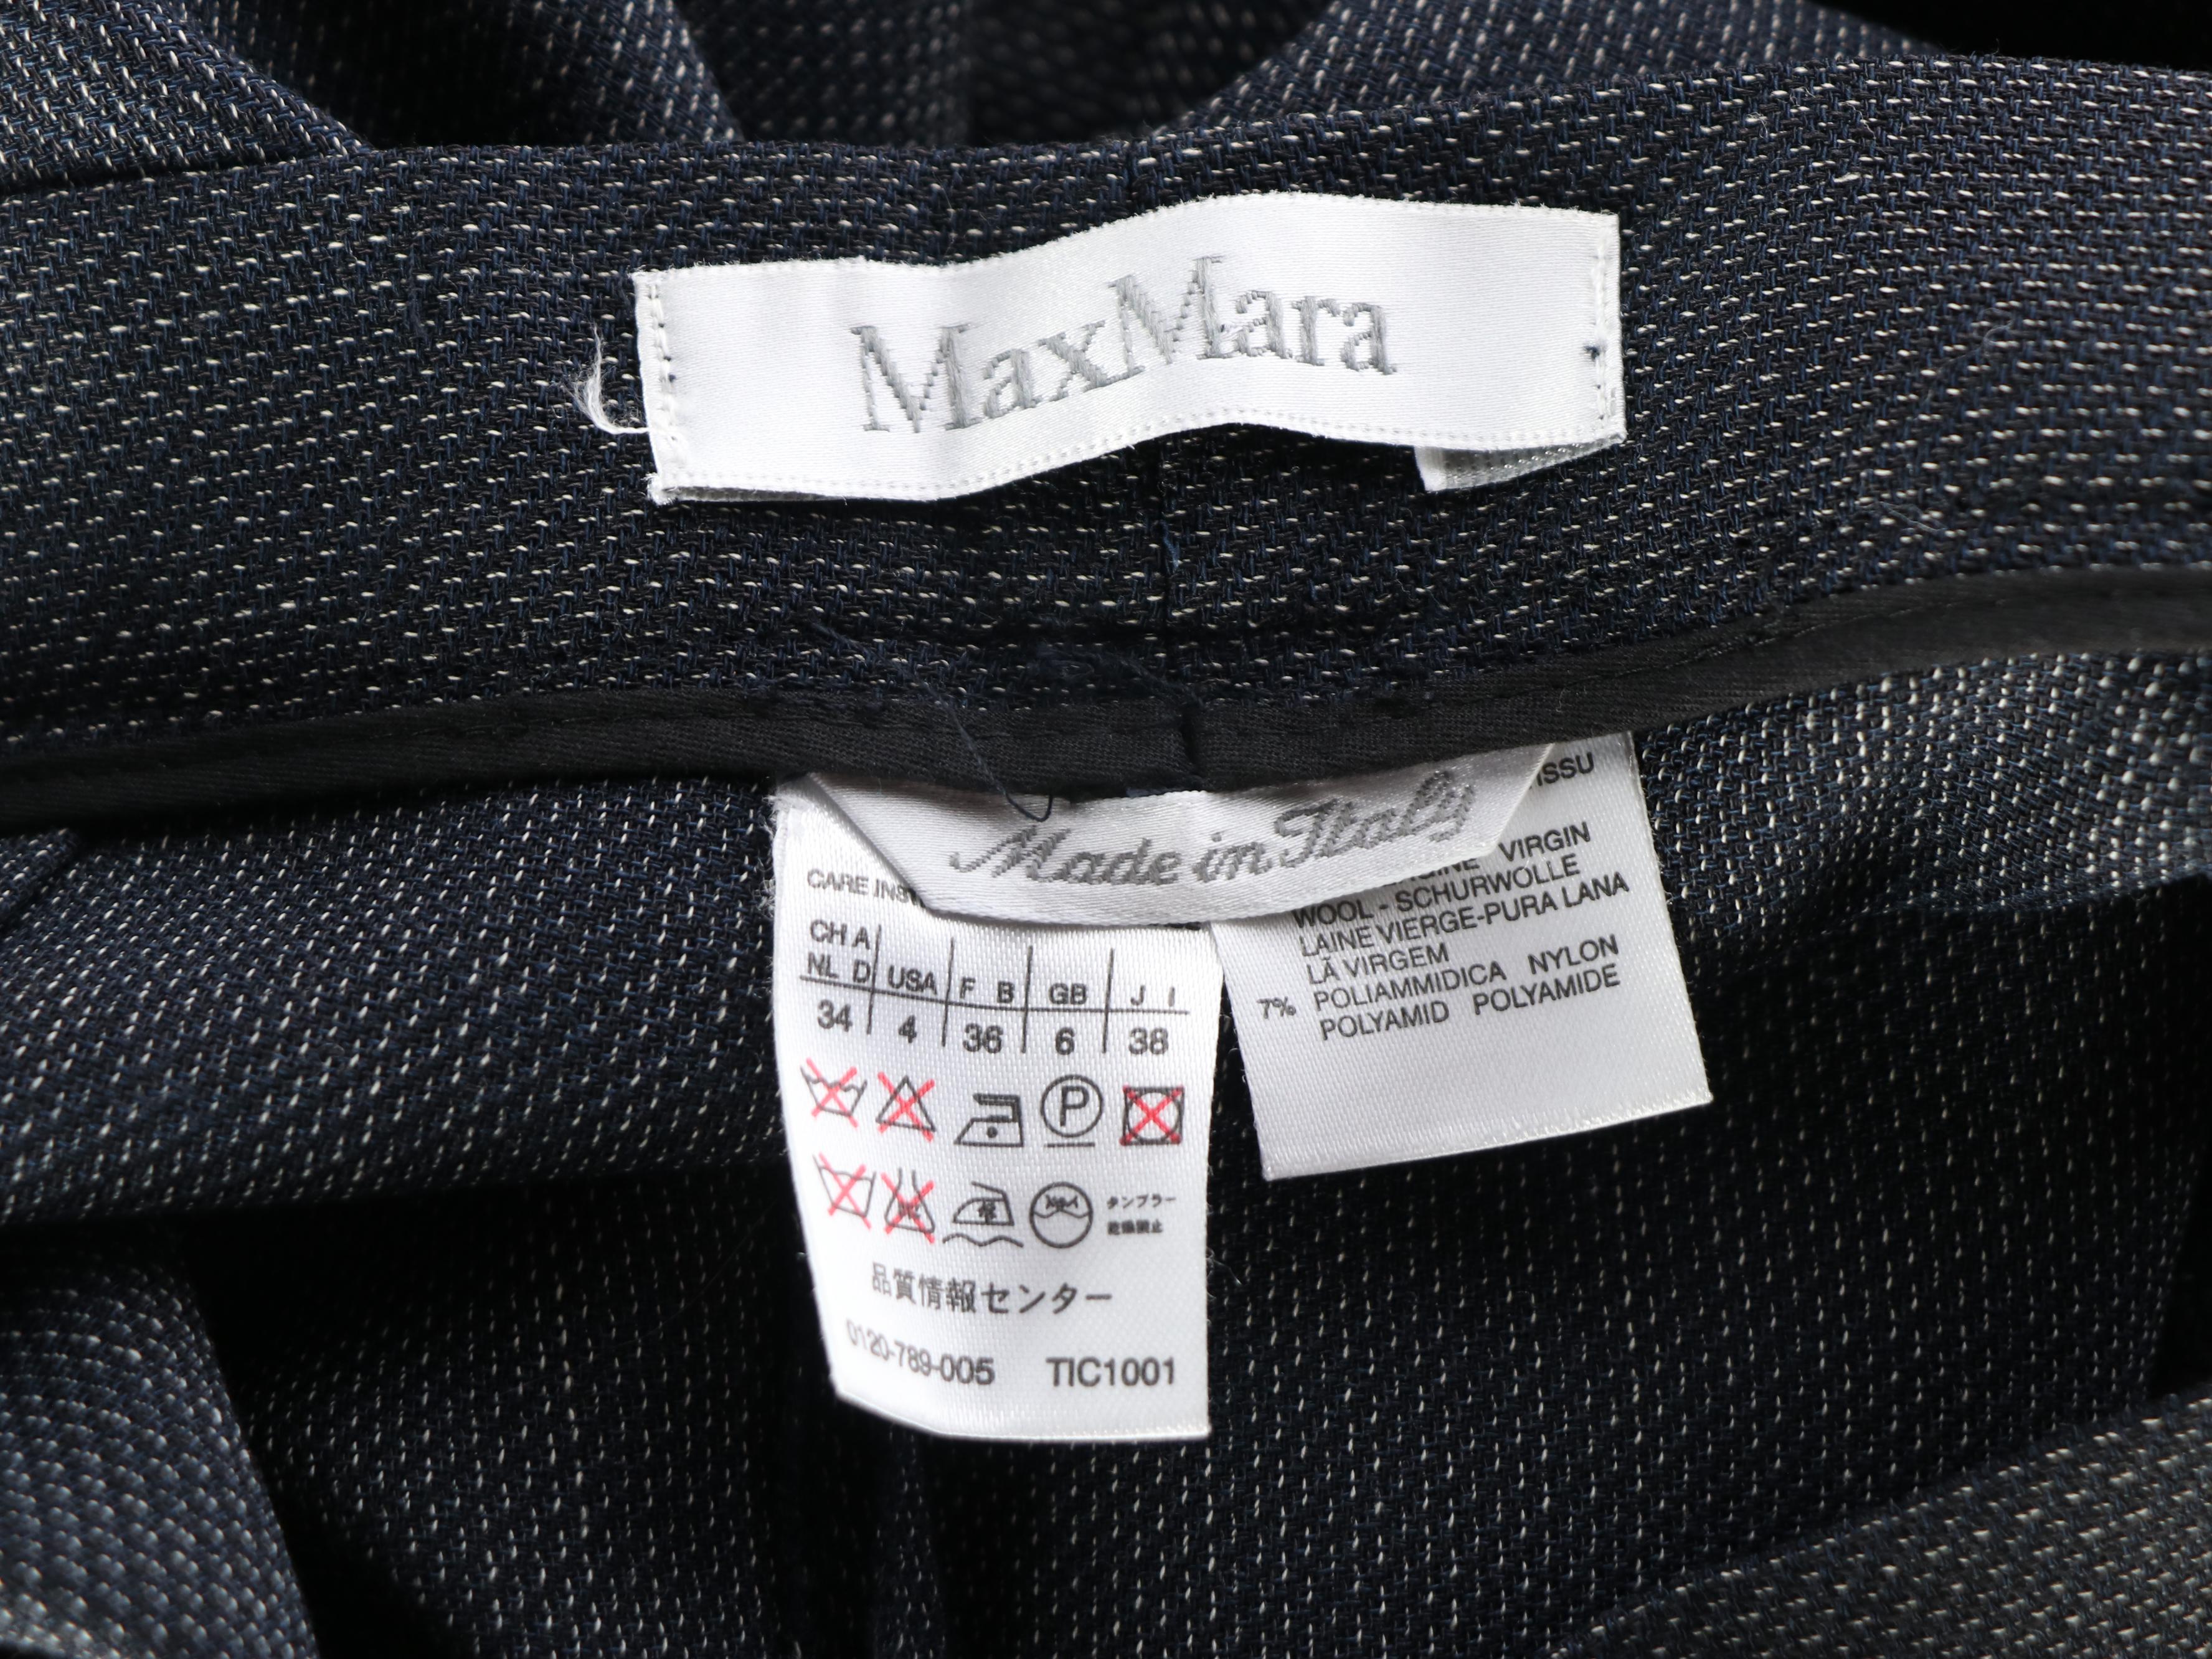 MaxMara
Made in Italy
CARE
CH A
NL D USA F B GB J I
34 4 36 6 38
P
タンブラー
乾燥禁止
品質情報センター
0120-789-005 TIC1001
VIRGIN
WOOL - SCHURWOLLE
LAINE VIERGE-PURA LANA
LÃ VIRGEM
7% POLIAMMIDICA NYLON
POLYAMID POLYAMIDE